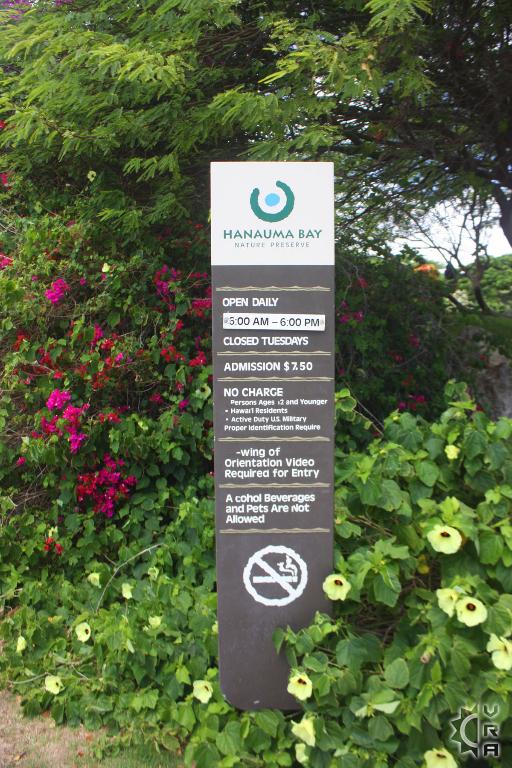 HANAUMA BAY
NATURE PRESERVE
OPEN DAILY
6:00 AM – 6:00 PM
CLOSED TUESDAYS
ADMISSION $7.50
NO CHARGE
Persons Ages 12 and Younger
• Hawai'i Residents
• Active Duty U.S. Military
Proper Identification Require
-wing of
Orientation Video
Required for Entry
A cohol Beverages
and Pets Are Not
Allowed
VRA